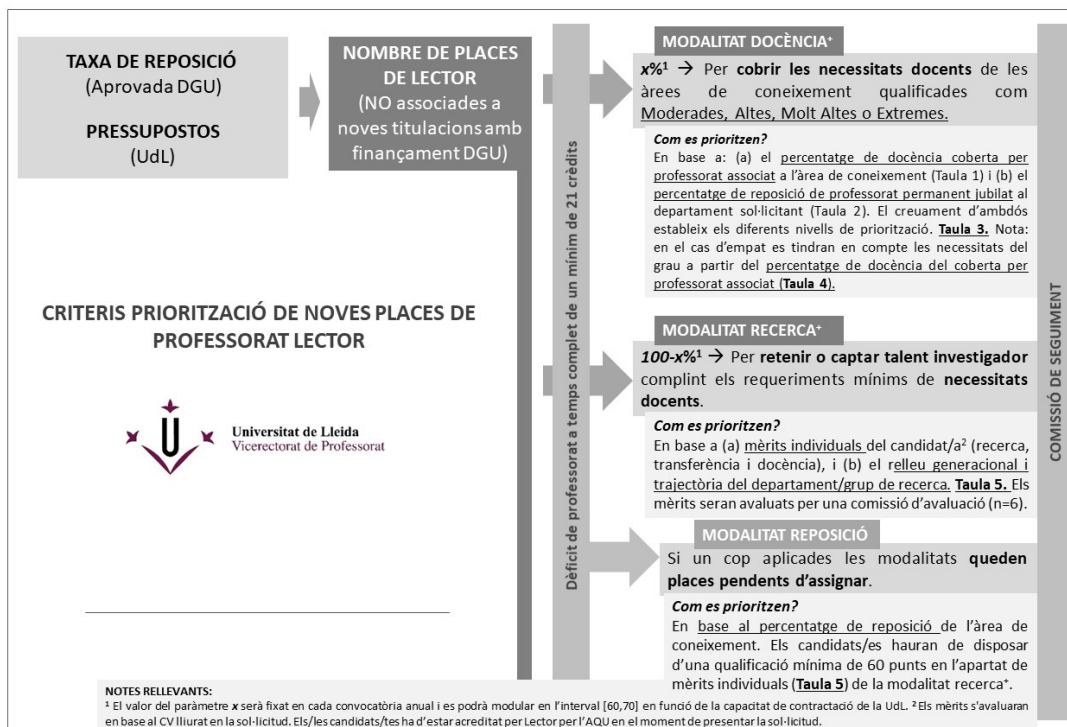 TAXA DE REPOSICIÓ
(Aprovada DGU)
PRESSUPOSTOS
(UdL)
NOMBRE DE PLACES
DE LECTOR
(NO associades a
noves titulacions amb
finançament DGU)
CRITERIS PRIORITZACIÓ DE NOVES PLACES DE
PROFESSORAT LECTOR
Universitat de Lleida
Vicerectorat de Professorat
Dèficit de professorat a temps complet de un mínim de 21 crèdits
MODALITAT DOCÈNCIA⁺
x%¹ → Per cobrir les necessitats docents de les
àrees de coneixement qualificades com
Moderades, Altes, Molt Altes o Extremes.
Com es prioritzen?
En base a: (a) el percentatge de docència coberta per
professorat associat a l'àrea de coneixement (Taula 1) i (b) el
percentatge de reposició de professorat permanent jubilat al
departament sol·licitant (Taula 2). El creuament d'ambdós
estableix els diferents nivells de priorització. Taula 3. Nota:
en el cas d'empat es tindran en compte les necessitats del
grau a partir del percentatge de docència del coberta per
professorat associat (Taula 4).
MODALITAT RECERCA⁺
100-x%¹ → Per retenir o captar talent investigador
complint els requeriments mínims de necessitats
docents.
Com es prioritzen?
En base a (a) mèrits individuals del candidat/a² (recerca,
transferència i docència), i (b) el relleu generacional i
trajectòria del departament/grup de recerca. Taula 5. Els
mèrits seran avaluats per una comissió d'avaluació (n=6).
MODALITAT REPOSICIÓ
Si un cop aplicades les modalitats queden
places pendents d'assignar.
Com es prioritzen?
En base al percentatge de reposició de l'àrea de
coneixement. Els candidats/es hauran de disposar
d'una qualificació mínima de 60 punts en l'apartat de
mèrits individuals (Taula 5) de la modalitat recerca⁺.
COMISSIÓ DE SEGUIMENT
NOTES RELLEVANTS:
¹ El valor del paràmetre x serà fixat en cada convocatòria anual i es podrà modular en l'interval [60,70] en funció de la capacitat de contractació de la UdL. ² Els mèrits s'avaluaran
en base al CV lliurat en la sol·licitud. Els/les candidats/tes ha d'estar acreditat per Lector per l'AQU en el moment de presentar la sol·licitud.